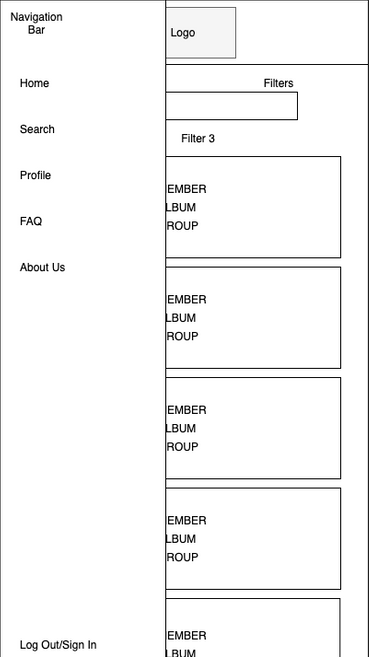 Navigation
Bar
Logo
Home
Filters
Search
Filter 3
Profile
EMBER
LBUM
FAQ
ROUP
About Us
EMBER
LBUM
ROUP
EMBER
LBUM
ROUP
EMBER
LBUM
ROUP
EMBER
Log Out/Sign In
LBUM